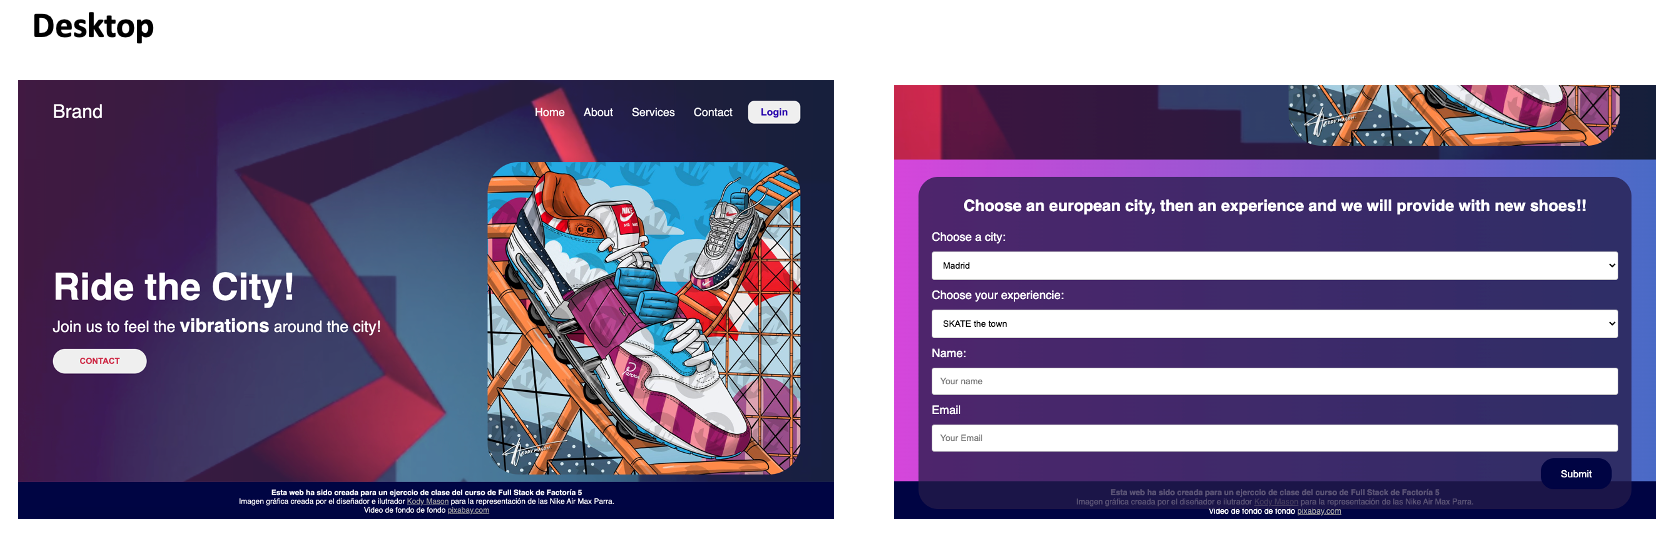 Desktop
Brand
Home About Services Contact Login
Ride the City!
Join us to feel the vibrations around the city!
CONTACT
NIKE
Esta web ha sido creada para un ejerccio de clase del curso de Full Stack de Factoría 5
Imagen gráfica creada por el diseñador e ilutrador Kody Mason para la representación de las Nike Air Max Parra.
Video de fondo de fondo pixabay.com
Choose an european city, then an experience and we will provide with new shoes!!
Choose a city:
Madrid
Choose your experiencie:
SKATE the town
Name:
Your name
Email
Your Email
Submit
Esta web ha sido creada para un ejerccio de clase del curso de Full Stack de Factoría 5
Imagen gráfica creada por el diseñador e ilutrador Kody Mason para la representación de las Nike Air Max Parra.
Video de fondo de fondo pixabay.com